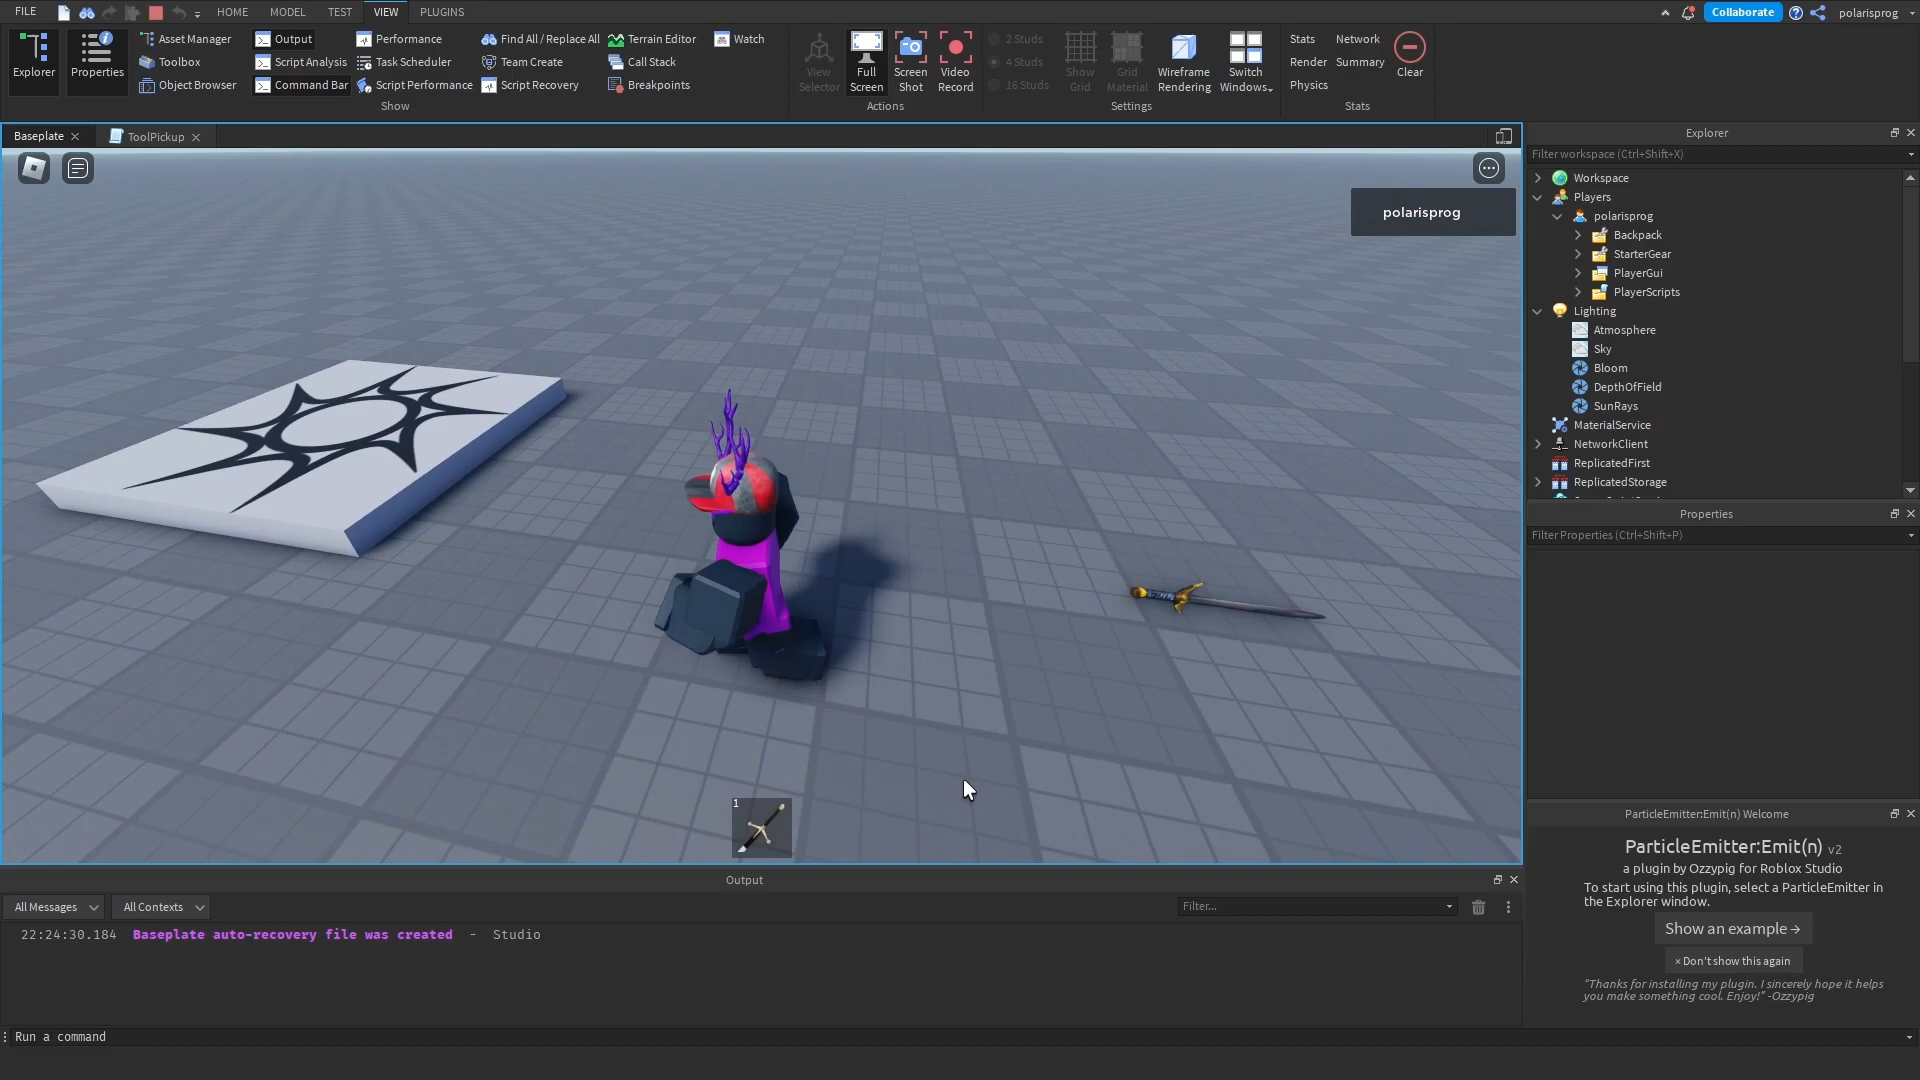 FILE
HOME
MODEL
TEST
VIEW
PLUGINS
Collaborate
polarisprog
Explorer
Properties
Asset Manager
Toolbox
Object Browser
Output
Script Analysis
Command Bar
Performance
Task Scheduler
Script Performance
Find All / Replace All
Team Create
Script Recovery
Terrain Editor
Call Stack
Breakpoints
Watch
Show
View
Selector
Full
Screen
Screen
Shot
Video
Record
Actions
2 Studs
4 Studs
16 Studs
Show
Grid
Grid
Material
Wireframe
Rendering
Switch
Windows
Settings
Stats
Render
Physics
Network
Summary
Clear
Stats
Baseplate
ToolPickup
polarisprog
1
Explorer
Filter workspace (Ctrl+Shift+X)
Workspace
Players
polarisprog
Backpack
StarterGear
PlayerGui
PlayerScripts
Lighting
Atmosphere
Sky
Bloom
DepthOfField
SunRays
MaterialService
NetworkClient
ReplicatedFirst
ReplicatedStorage
Properties
Filter Properties (Ctrl+Shift+P)
ParticleEmitter:Emit(n) Welcome
ParticleEmitter:Emit(n) v2
a plugin by Ozzypig for Roblox Studio
To start using this plugin, select a ParticleEmitter in
the Explorer window.
Show an example →
× Don't show this again
“Thanks for installing my plugin. I sincerely hope it helps
you make something cool. Enjoy!” -Ozzypig
Output
All Messages
All Contexts
Filter...
22:24:30.184 Baseplate auto-recovery file was created - Studio
Run a command